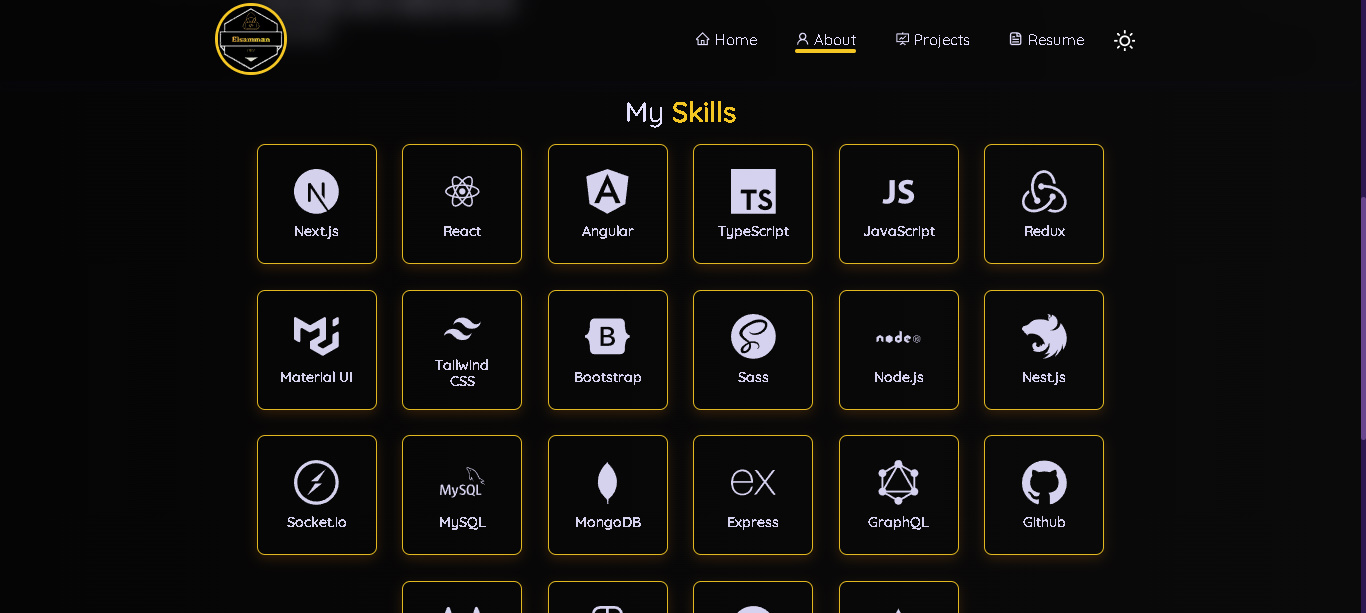 Elsamman
Home
About
Projects
Resume
My Skills
N
A
TS
JS
Next.js
React
Angular
TypeScript
JavaScript
Redux
B
node®
Material UI
Tailwind
CSS
Bootstrap
Sass
Node.js
Nest.js
MySQL
ex
Socket.io
MySQL
MongoDB
Express
GraphQL
Github